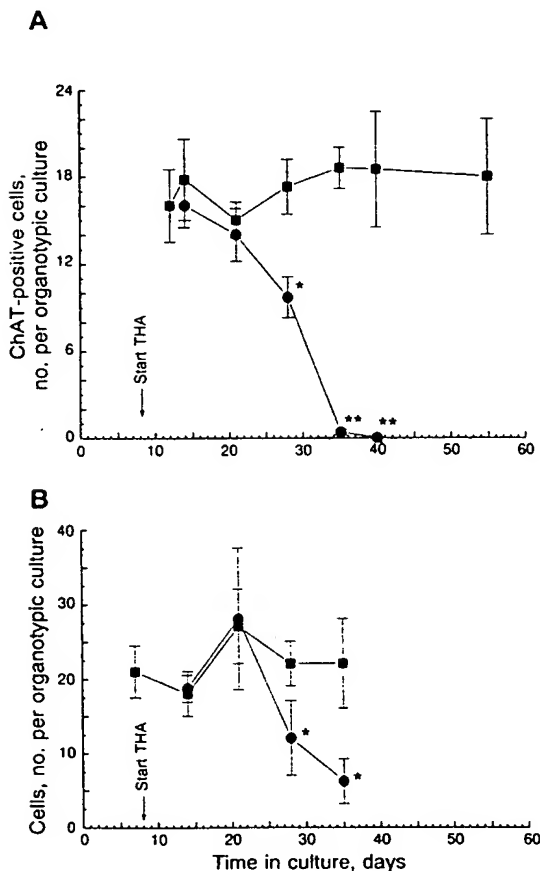 A
ChAT-positive cells,
no. per organotypic culture
24
18
12
6
0
Start THA
*
**
**
0 10 20 30 40 50 60
B
Cells, no. per organotypic culture
40
30
20
10
0
Start THA
*
*
0 10 20 30 40 50 60
Time in culture, days